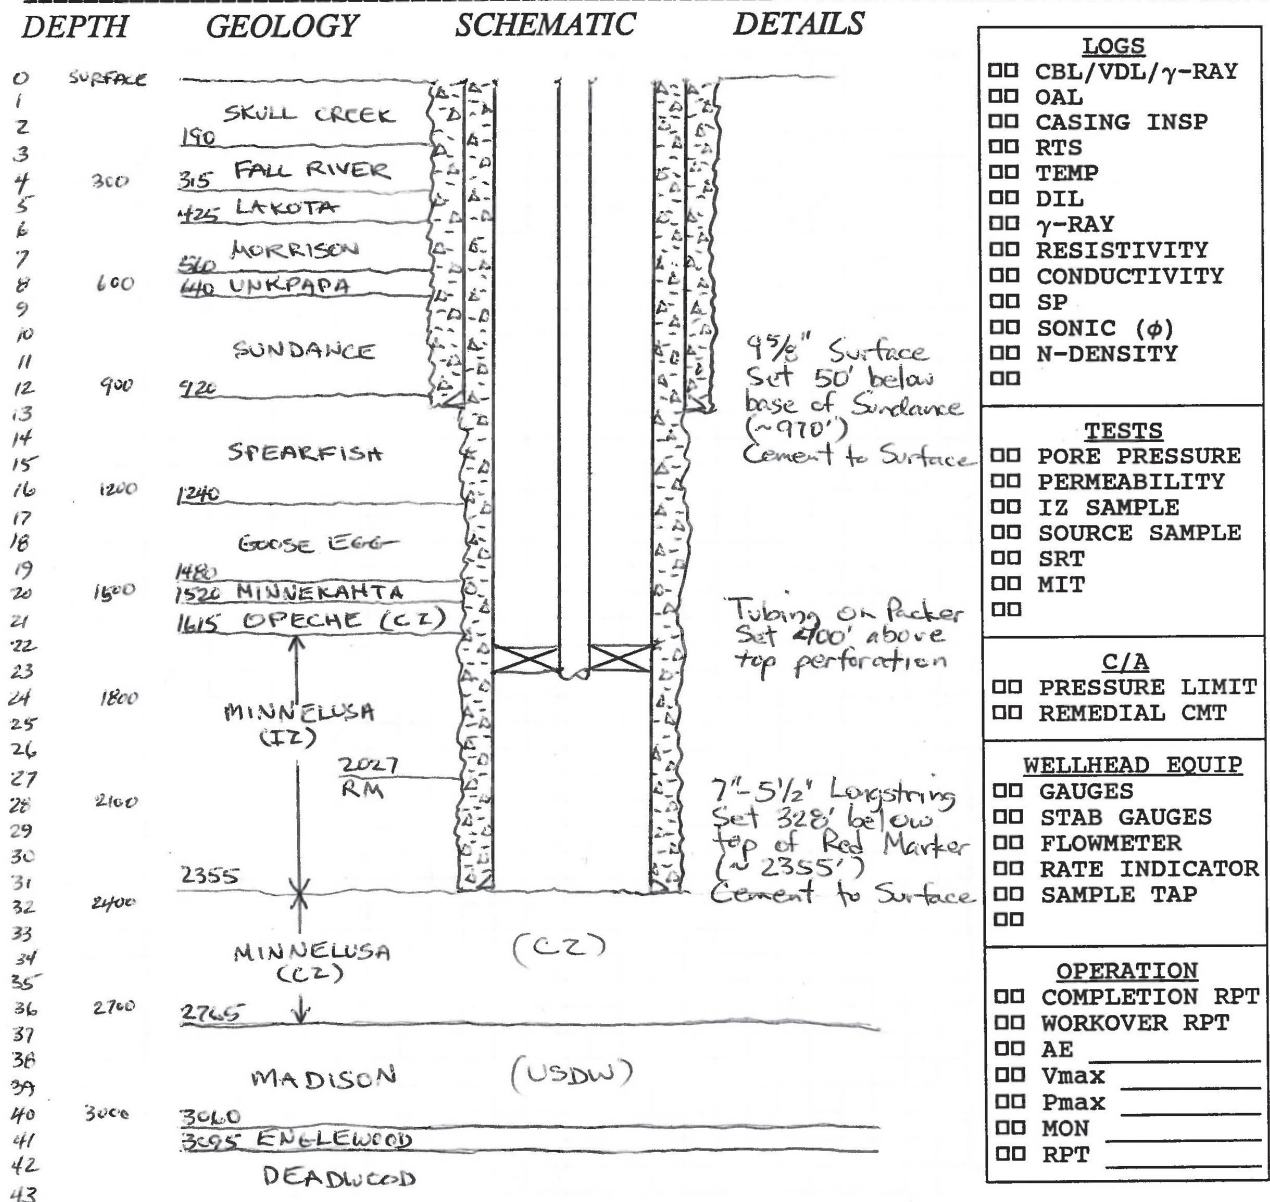 DEPTH GEOLOGY SCHEMATIC DETAILS
0 SURFACE
1
SKULL CREEK
2
190
3
FALL RIVER
4 300 315
5
LAKOTA
425
6
7
MORRISON
560
8 600 640 UNKPAPA
9
10
11
SUNDANCE
12 900 920
13
14
15
SPEARFISH
16 1200 1240
17
18
GOOSE EGG
19
1480
20 1500 1520 MINNEKAHTA
21
1615 OPECHE (CZ)
22
23
24 1800
MINNELUSA
(IZ)
25
26
27
2027
RM
28 2100
29
30
31
2355
32 2400
33
34
MINNELUSA
(CZ)
(CZ)
35
36 2700 2765
37
38
MADISON (USDW)
39
40 3000 3060
41
3095 ENGLEWOOD
42
DEADWOOD
43
9 5/8" Surface
Set 50' below
base of Sundance
(~970')
Cement to Surface
Tubing on Packer
Set <100' above
top perforation
7"-5 1/2" Longstring
Set 328' below
top of Red Marker
(~2355')
Cement to Surface
LOGS
□□ CBL/VDL/γ-RAY
□□ OAL
□□ CASING INSP
□□ RTS
□□ TEMP
□□ DIL
□□ γ-RAY
□□ RESISTIVITY
□□ CONDUCTIVITY
□□ SP
□□ SONIC (ϕ)
□□ N-DENSITY
□□
TESTS
□□ PORE PRESSURE
□□ PERMEABILITY
□□ IZ SAMPLE
□□ SOURCE SAMPLE
□□ SRT
□□ MIT
□□
C/A
□□ PRESSURE LIMIT
□□ REMEDIAL CMT
WELLHEAD EQUIP
□□ GAUGES
□□ STAB GAUGES
□□ FLOWMETER
□□ RATE INDICATOR
□□ SAMPLE TAP
□□
OPERATION
□□ COMPLETION RPT
□□ WORKOVER RPT
□□ AE
□□ Vmax
□□ Pmax
□□ MON
□□ RPT